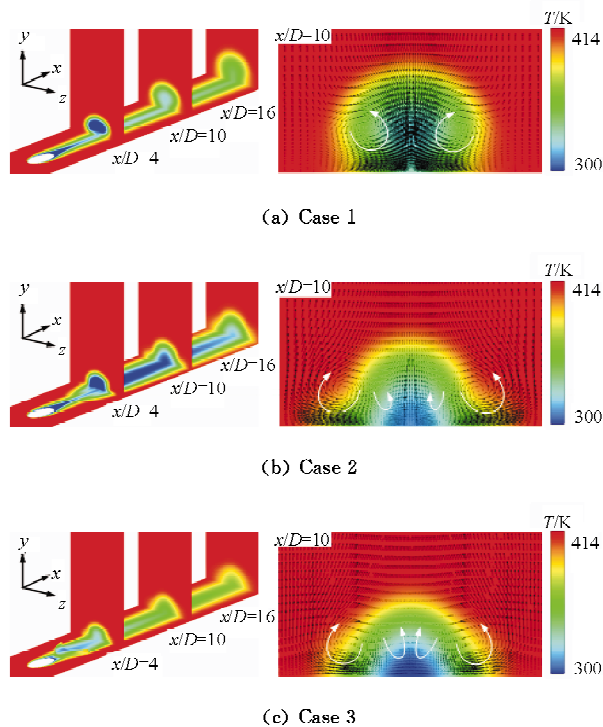 y
x
z
x/D=4
x/D=10
x/D=16
x/D=10
T/K
414
300
(a) Case 1
y
x
z
x/D=4
x/D=10
x/D=16
x/D=10
T/K
414
300
(b) Case 2
y
x
z
x/D=4
x/D=10
x/D=16
x/D=10
T/K
414
300
(c) Case 3